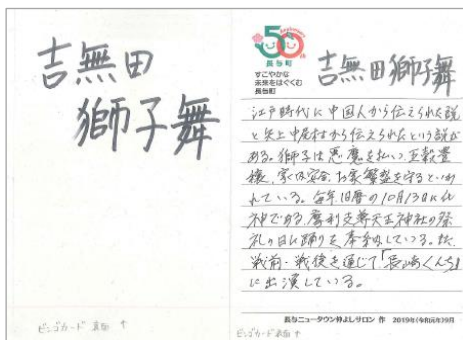 吉無田
獅子舞
ビンゴカード 表面 ↑
50th
Anniversary
長与町
すこやかな
未来をはぐくむ
長与町
吉無田獅子舞
江戸時代に中国人から伝えられた説
と矢上中尾村から伝えられたという説が
ある。獅子は悪魔を払い、五穀豊
穣、家内安全、お家繁盛を守るといわ
れている。毎年、旧暦の10月13日に氏
神である、摩利支尊天王神社の祭
礼の日に踊りを奉納している。また、
戦前・戦後を通じて「長崎くんち」
に出演している。
長与ニュータウン仲よしサロン 作 2019年(令和元年)9月
ビンゴカード 裏面 ↑